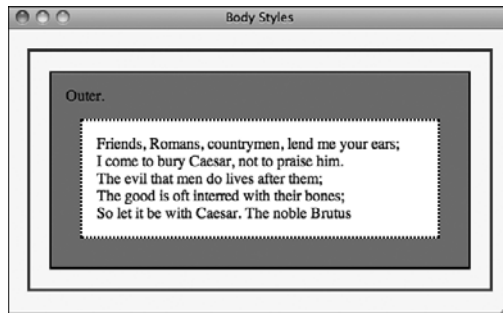 Body Styles
Outer.
Friends, Romans, countrymen, lend me your ears;
I come to bury Caesar, not to praise him.
The evil that men do lives after them;
The good is oft interred with their bones;
So let it be with Caesar. The noble Brutus